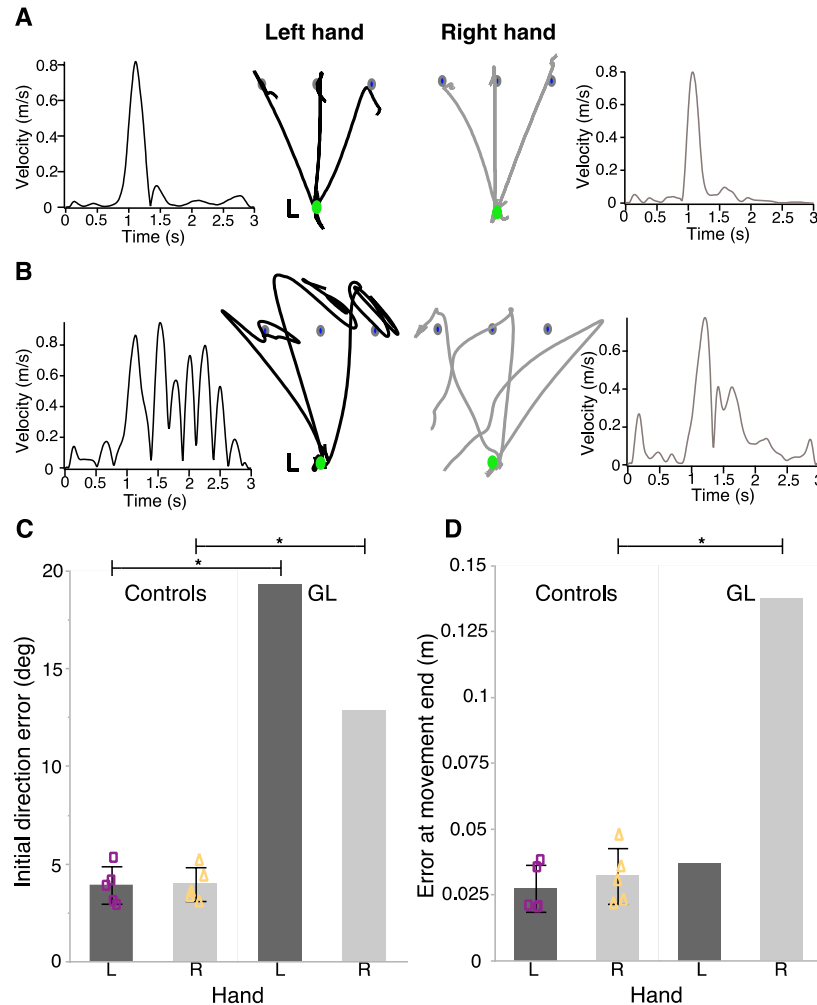 A
Left hand
Right hand
Velocity (m/s)
0.8
0.6
0.4
0.2
0
0 0.5 1 1.5 2 2.5 3
Time (s)
L
Velocity (m/s)
0.8
0.6
0.4
0.2
0
0 0.5 1 1.5 2 2.5 3
Time (s)
B
Velocity (m/s)
0.8
0.6
0.4
0.2
0
0 0.5 1 1.5 2 2.5 3
Time (s)
L
Velocity (m/s)
0.6
0.4
0.2
0
0 0.5 1 1.5 2 2.5 3
Time (s)
C
*
*
Controls GL
Initial direction error (deg)
20
15
10
5
0
L R L R
Hand
D
*
Controls GL
Error at movement end (m)
0.15
0.125
0.1
0.075
0.05
0.025
0
L R L R
Hand